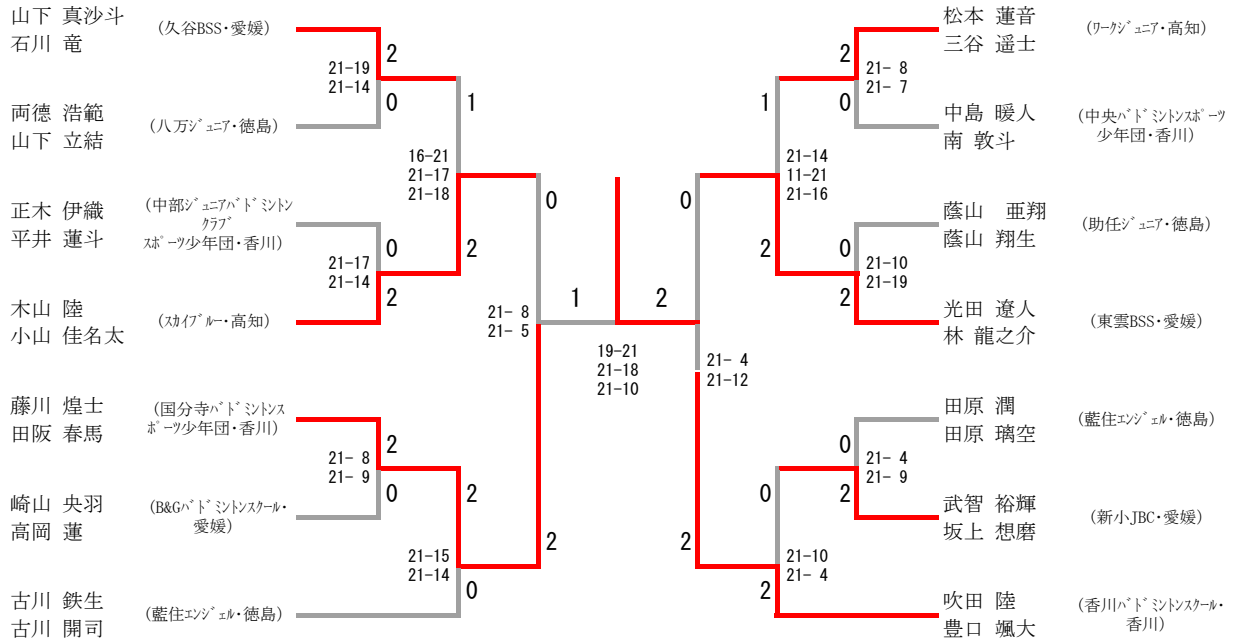 山下 真沙斗
石川 竜
(久谷BSS・愛媛)
2
21-19
21-14
0
両德 浩範
山下 立結
(八万ｼﾞｭﾆｱ・徳島)
1
16-21
21-17
21-18
正木 伊織
平井 蓮斗
(中部ｼﾞｭﾆｱﾊﾞﾄﾞﾐﾝﾄﾝ
ｸﾗﾌﾞ
ｽﾎﾟｰﾂ少年団・香川)
0
21-17
21-14
2
2
木山 陸
小山 佳名太
(ｽｶｲﾌﾞﾙｰ・高知)
0
21- 8
21- 5
藤川 煌士
田阪 春馬
(国分寺ﾊﾞﾄﾞﾐﾝﾄﾝｽ
ﾎﾟｰﾂ少年団・香川)
2
21- 8
21- 9
0
崎山 央羽
高岡 蓮
(B&Gﾊﾞﾄﾞﾐﾝﾄﾝｽｸｰﾙ・
愛媛)
2
21-15
21-14
0
2
古川 鉄生
古川 開司
(藍住ｴﾝｼﾞｪﾙ・徳島)
1
2
19-21
21-18
21-10
松本 蓮音
三谷 遥士
(ﾜｰｸｼﾞｭﾆｱ・高知)
2
21- 8
21- 7
0
中島 暖人
南 敦斗
(中央ﾊﾞﾄﾞﾐﾝﾄﾝｽﾎﾟｰﾂ
少年団・香川)
1
21-14
11-21
21-16
0
2
蔭山 亜翔
蔭山 翔生
(助任ｼﾞｭﾆｱ・徳島)
0
21-10
21-19
2
光田 遼人
林 龍之介
(東雲BSS・愛媛)
21- 4
21-12
田原 潤
田原 璃空
(藍住ｴﾝｼﾞｪﾙ・徳島)
0
21- 4
21- 9
2
武智 裕輝
坂上 想磨
(新小JBC・愛媛)
0
2
21-10
21- 4
2
吹田 陸
豊口 颯大
(香川ﾊﾞﾄﾞﾐﾝﾄﾝｽｸｰﾙ・
香川)